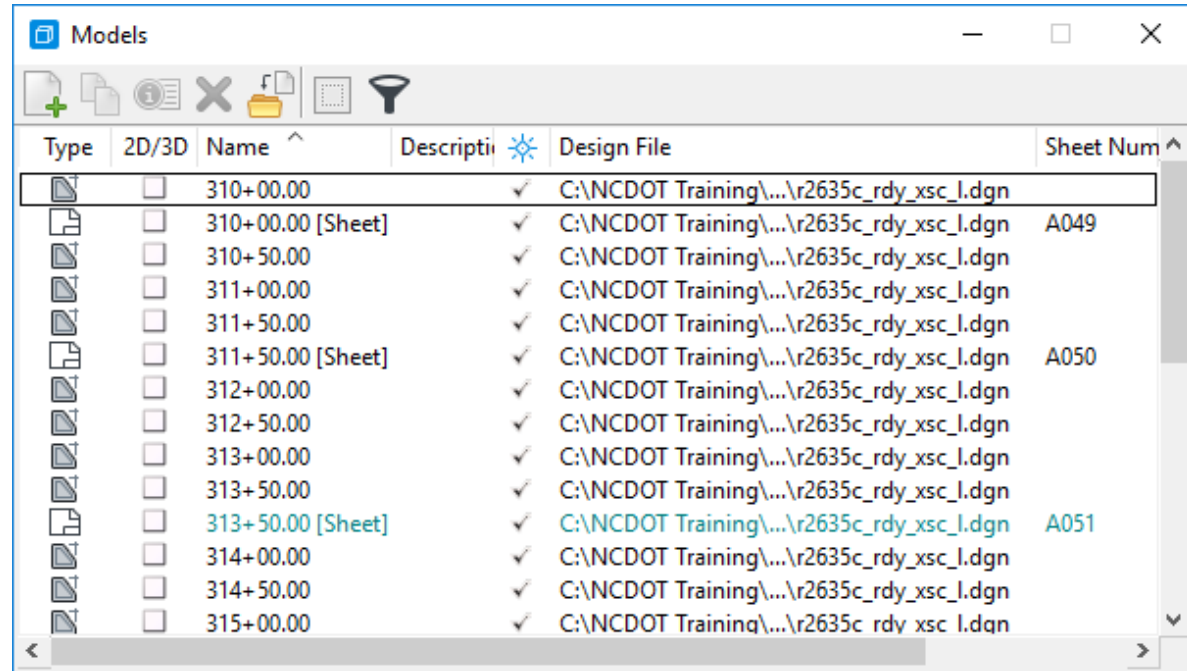 Models
Type 2D/3D Name Descripti Design File Sheet Num
310+00.00 C:\NCDOT Training\...\r2635c_rdy_xsc_l.dgn
310+00.00 [Sheet] C:\NCDOT Training\...\r2635c_rdy_xsc_l.dgn A049
310+50.00 C:\NCDOT Training\...\r2635c_rdy_xsc_l.dgn
311+00.00 C:\NCDOT Training\...\r2635c_rdy_xsc_l.dgn
311+50.00 C:\NCDOT Training\...\r2635c_rdy_xsc_l.dgn
311+50.00 [Sheet] C:\NCDOT Training\...\r2635c_rdy_xsc_l.dgn A050
312+00.00 C:\NCDOT Training\...\r2635c_rdy_xsc_l.dgn
312+50.00 C:\NCDOT Training\...\r2635c_rdy_xsc_l.dgn
313+00.00 C:\NCDOT Training\...\r2635c_rdy_xsc_l.dgn
313+50.00 C:\NCDOT Training\...\r2635c_rdy_xsc_l.dgn
313+50.00 [Sheet] C:\NCDOT Training\...\r2635c_rdy_xsc_l.dgn A051
314+00.00 C:\NCDOT Training\...\r2635c_rdy_xsc_l.dgn
314+50.00 C:\NCDOT Training\...\r2635c_rdy_xsc_l.dgn
315+00.00 C:\NCDOT Training\...\r2635c_rdy_xsc_l.dgn